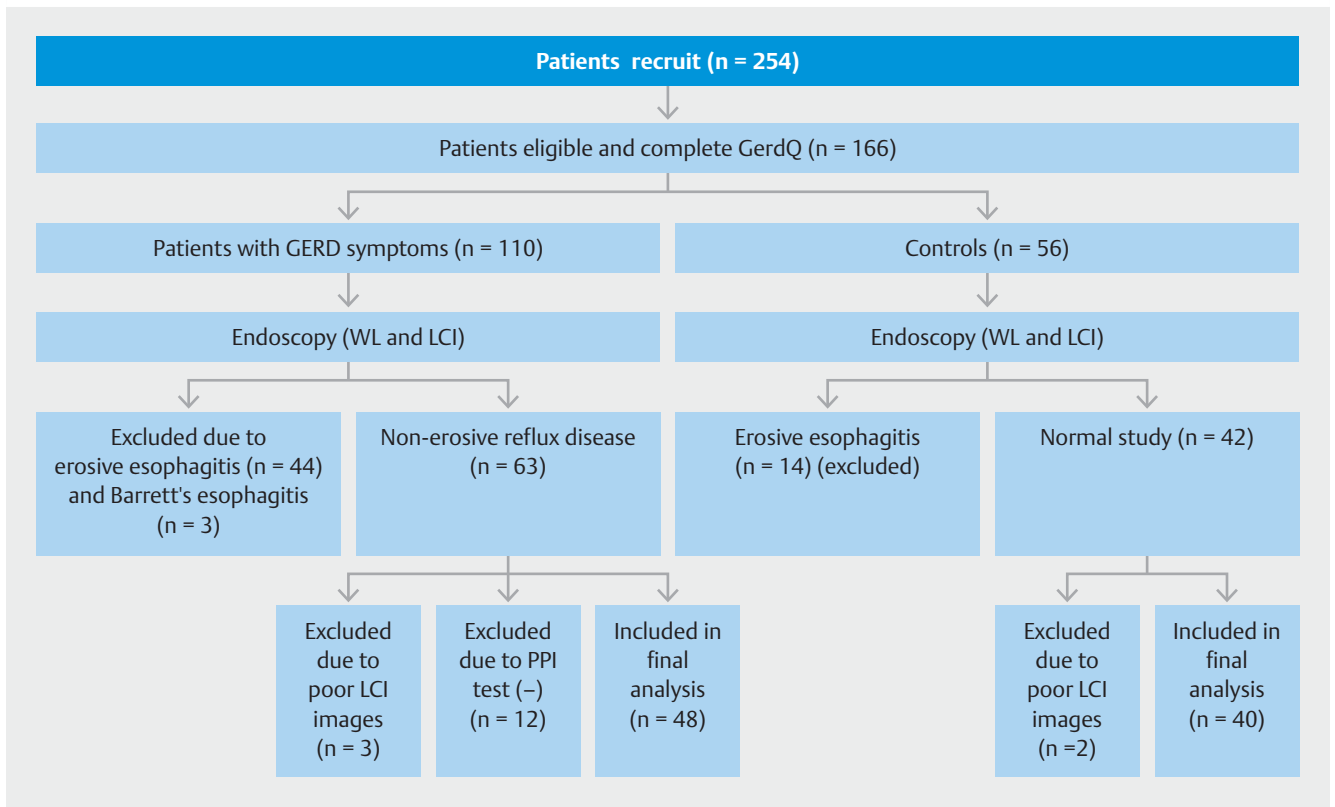 Patients recruit (n = 254)
Patients eligible and complete GerdQ (n = 166)
Patients with GERD symptoms (n = 110)
Controls (n = 56)
Endoscopy (WL and LCI)
Endoscopy (WL and LCI)
Excluded due to
erosive esophagitis (n = 44)
and Barrett's esophagitis
(n = 3)
Non-erosive reflux disease
(n = 63)
Erosive esophagitis
(n = 14) (excluded)
Normal study (n = 42)
Excluded
due to
poor LCI
images
(n = 3)
Excluded
due to PPI
test (–)
(n = 12)
Included in
final
analysis
(n = 48)
Excluded
due to
poor LCI
images
(n =2)
Included in
final
analysis
(n = 40)